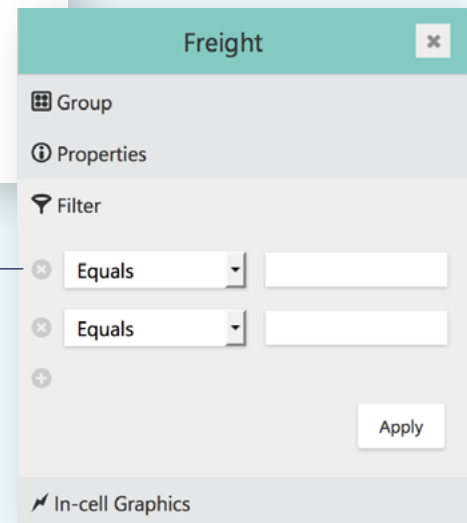 Freight
Group
Properties
Filter
Equals
Equals
Apply
In-cell Graphics